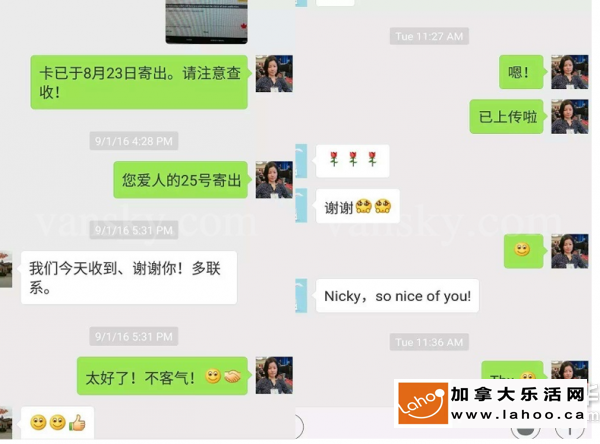 卡已于8月23日寄出。请注意查
收！
9/1/16 4:28 PM
您爱人的25号寄出
vansky.com
9/1/16 5:31 PM
我们今天收到、谢谢你！多联
系。
9/1/16 5:31 PM
太好了！不客气！
Tue 11:27 AM
嗯！
已上传啦
谢谢
vansky.com
Nicky，so nice of you!
Tue 11:36 AM
Lahoo
加拿大乐活网
www.lahoo.ca